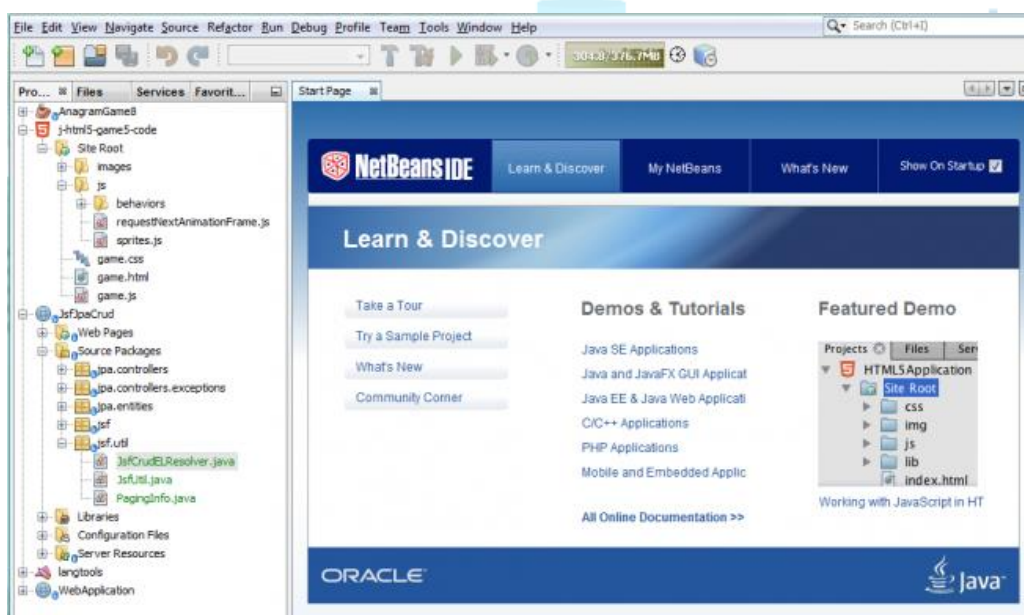 File Edit View Navigate Source Refactor Run Debug Profile Team Tools Window Help
Search (Ctrl+I)
304.8/376.7MB
Pro... Files Services Favorit...
Start Page
AnagramGame8
j-html5-game5-code
Site Root
images
js
behaviors
requestNextAnimationFrame.js
sprites.js
game.css
game.html
game.js
JsfJpaCrud
Web Pages
Source Packages
jpa.controllers
jpa.controllers.exceptions
jpa.entities
jsf
jsf.util
JsfCrudELResolver.java
JsfUtil.java
PagingInfo.java
Libraries
Configuration Files
Server Resources
langtools
WebApplication
NetBeans IDE
Learn & Discover
My NetBeans
What's New
Show On Startup
Learn & Discover
Take a Tour
Try a Sample Project
What's New
Community Corner
Demos & Tutorials
Java SE Applications
Java and JavaFX GUI Applicat
Java EE & Java Web Applicati
C/C++ Applications
PHP Applications
Mobile and Embedded Applic
All Online Documentation >>
Featured Demo
Projects Files Ser
HTML5Application
Site Root
css
img
js
lib
index.html
Working with JavaScript in HT
ORACLE
Java